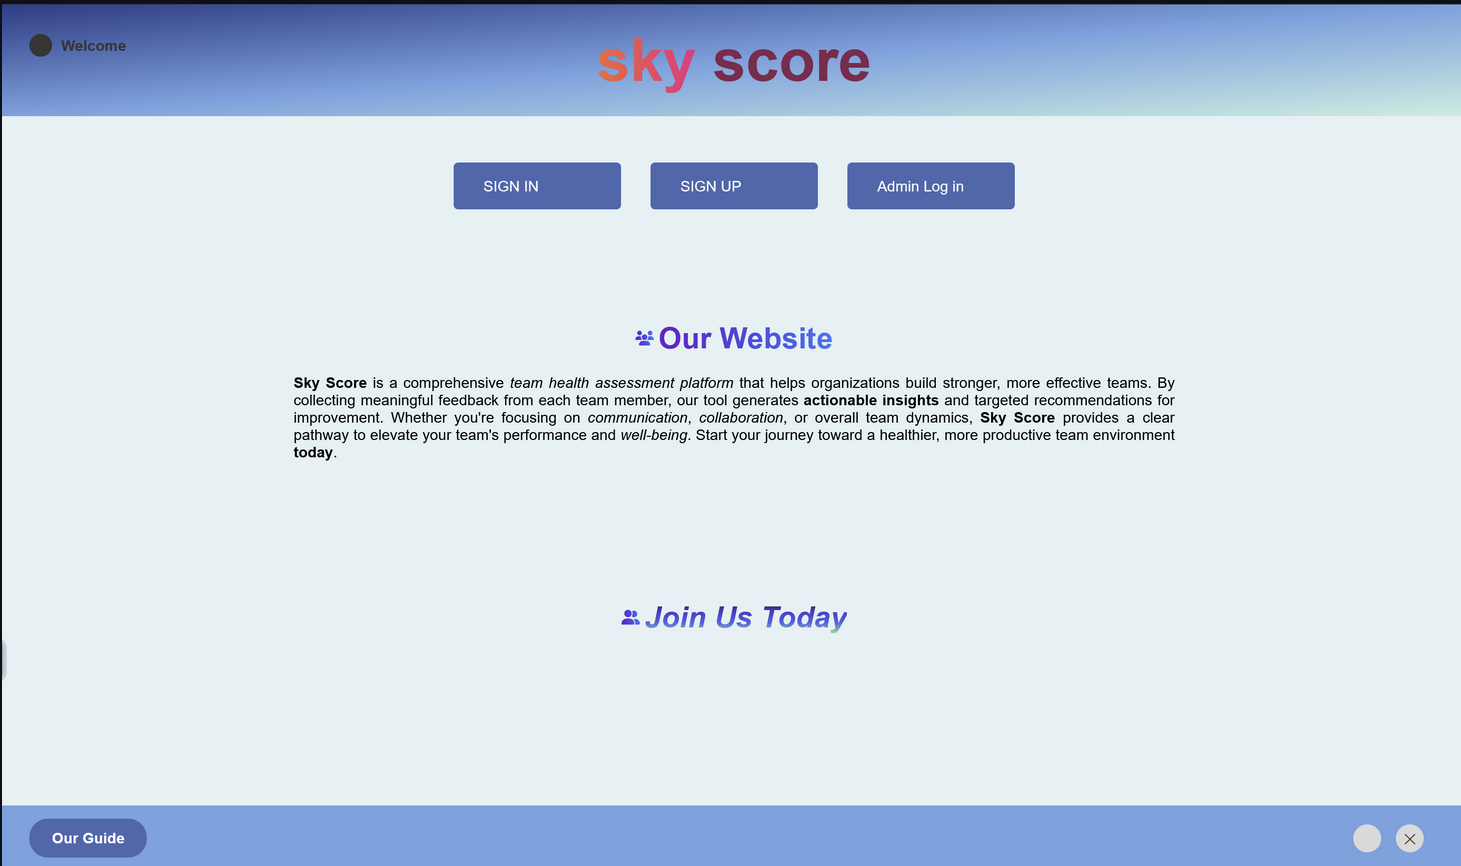 Welcome
sky score
SIGN IN
SIGN UP
Admin Log in
Our Website
Sky Score is a comprehensive team health assessment platform that helps organizations build stronger, more effective teams. By
collecting meaningful feedback from each team member, our tool generates actionable insights and targeted recommendations for
improvement. Whether you're focusing on communication, collaboration, or overall team dynamics, Sky Score provides a clear
pathway to elevate your team's performance and well-being. Start your journey toward a healthier, more productive team environment
today.
Join Us Today
Our Guide